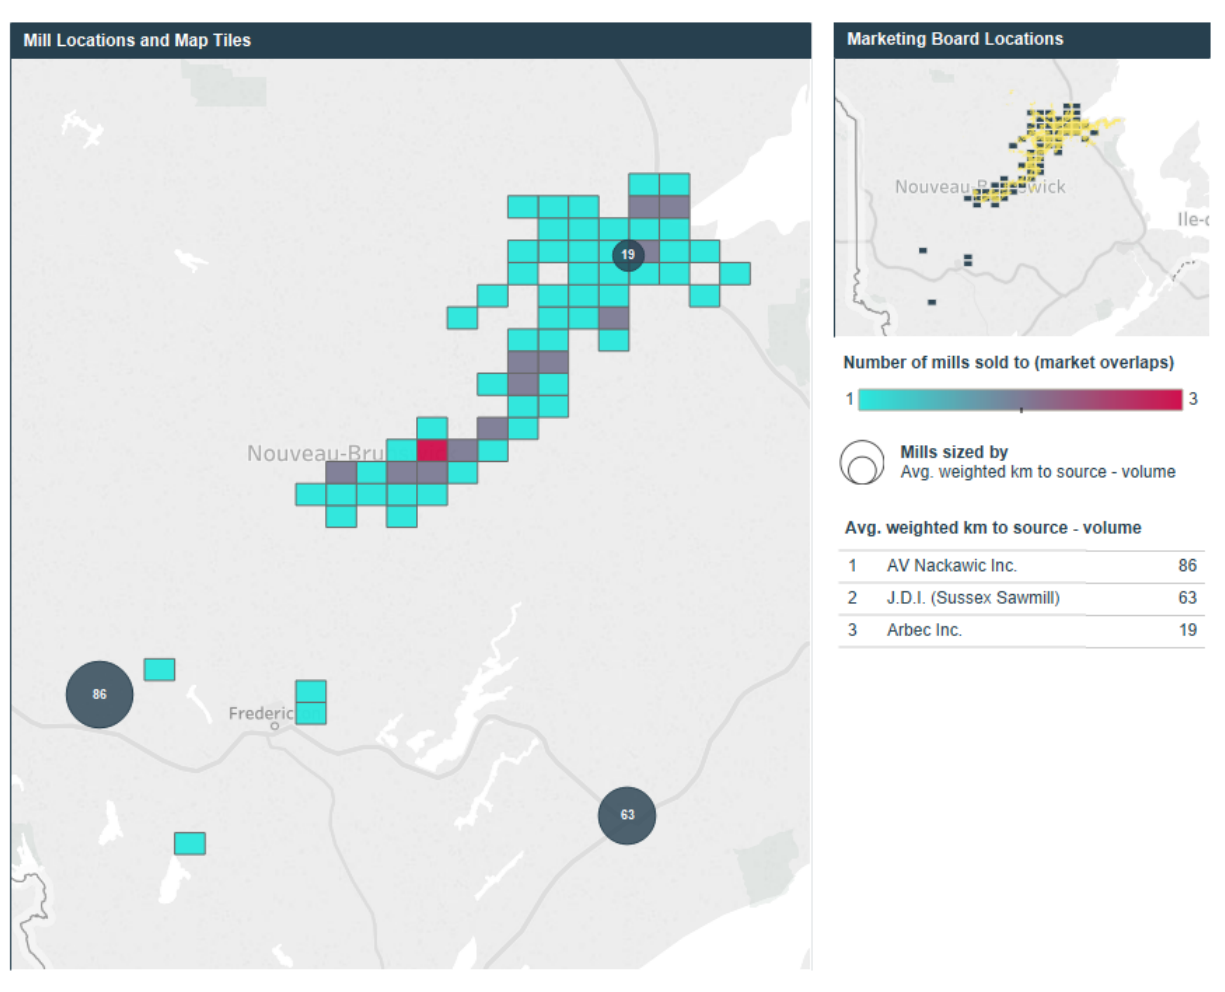 Mill Locations and Map Tiles
19
Nouveau-Bru
86
Frederic
63
Marketing Board Locations
Nouveau-Br swick
Ile-
Number of mills sold to (market overlaps)
1 3
Mills sized by
Avg. weighted km to source - volume
Avg. weighted km to source - volume
1 AV Nackawic Inc. 86
2 J.D.I. (Sussex Sawmill) 63
3 Arbec Inc. 19